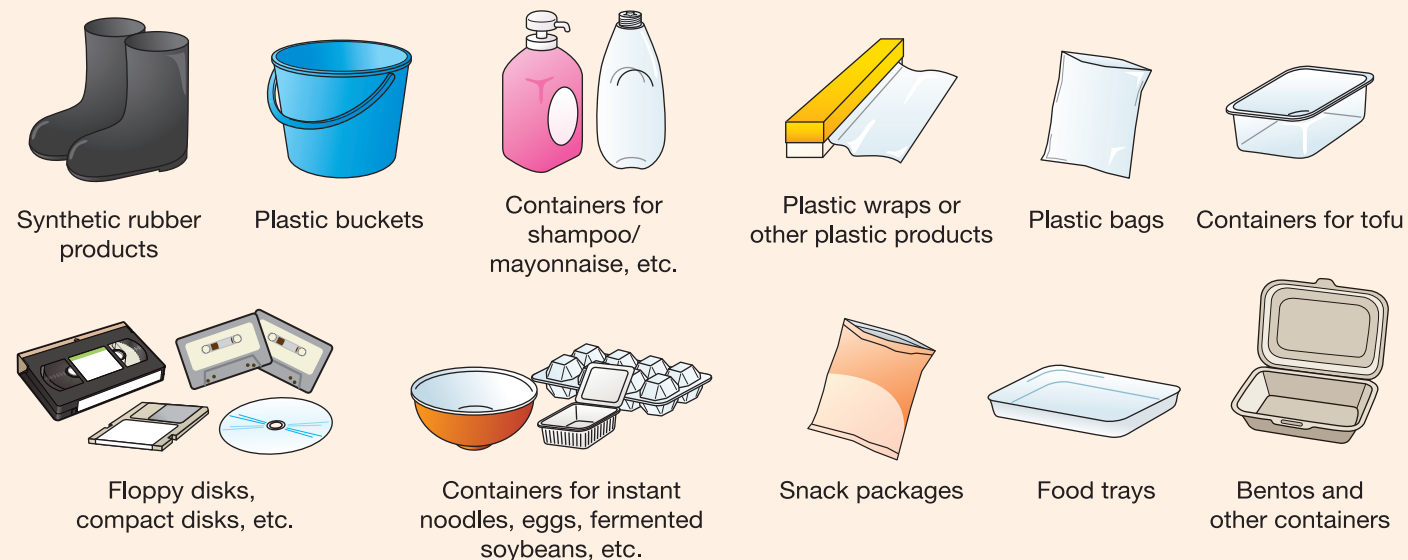 Synthetic rubber
products
Plastic buckets
Containers for
shampoo/
mayonnaise, etc.
Plastic wraps or
other plastic products
Plastic bags
Containers for tofu
Floppy disks,
compact disks, etc.
Containers for instant
noodles, eggs, fermented
soybeans, etc.
Snack packages
Food trays
Bentos and
other containers